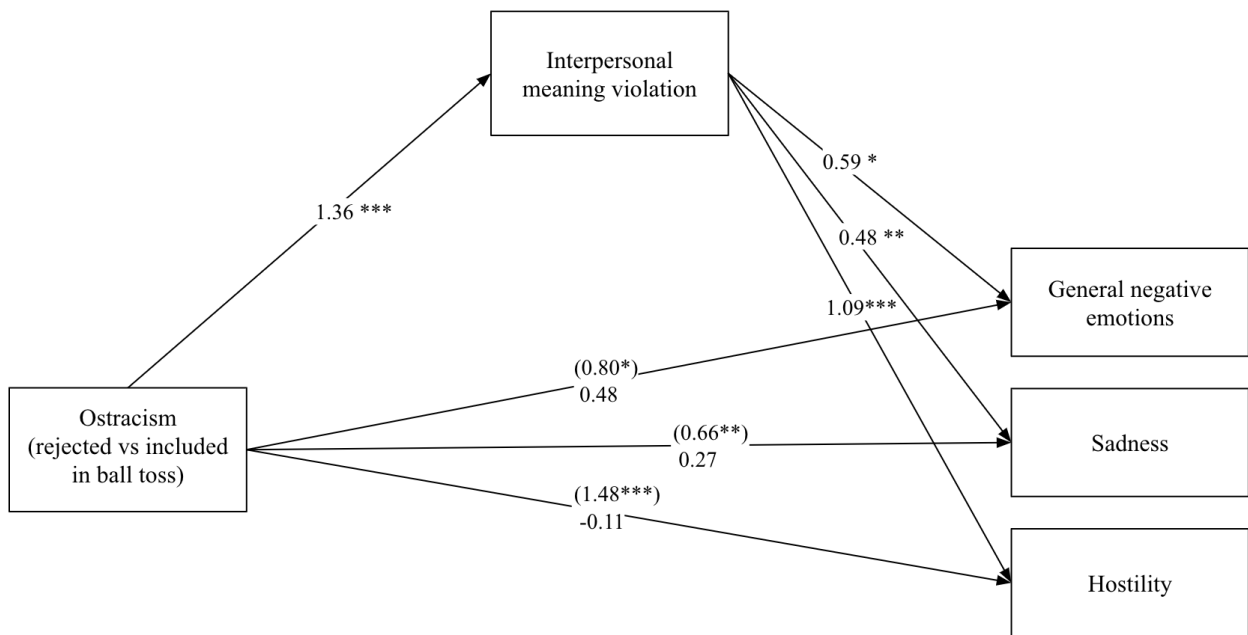 Interpersonal
meaning violation
0.59 *
1.36 ***
0.48 **
General negative
emotions
1.09***
(0.80*)
0.48
Ostracism
(rejected vs included
in ball toss)
(0.66**)
0.27
Sadness
(1.48***)
-0.11
Hostility